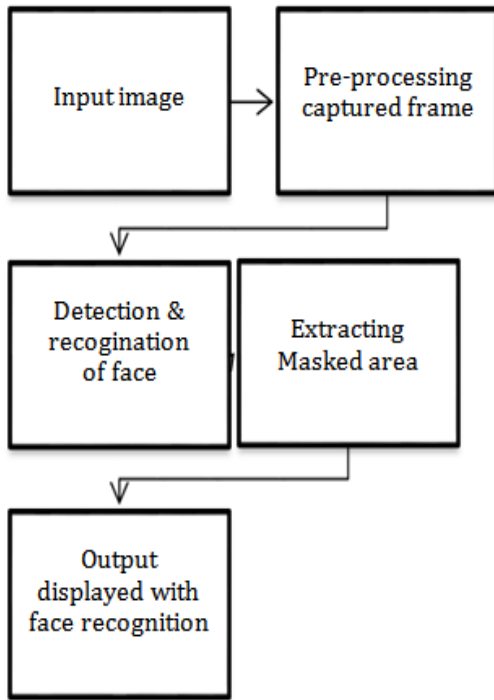 Input image
Pre-processing
captured frame
Detection &
recogination
of face
Extracting
Masked area
Output
displayed with
face recognition